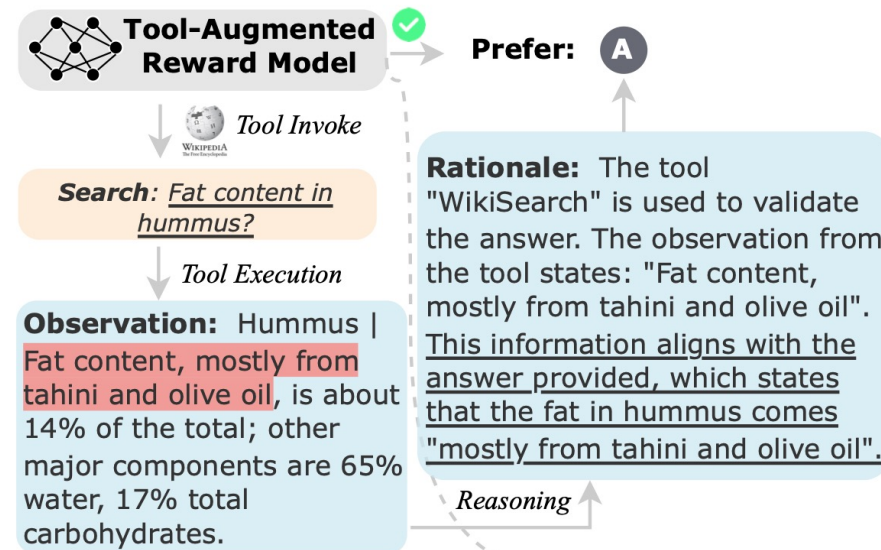 Tool-Augmented
Reward Model
Prefer: A
Tool Invoke
WIKIPEDIA
The Free Encyclopedia
Search: Fat content in
hummus?
Tool Execution
Observation: Hummus |
Fat content, mostly from
tahini and olive oil, is about
14% of the total; other
major components are 65%
water, 17% total
carbohydrates.
Reasoning
Rationale: The tool
"WikiSearch" is used to validate
the answer. The observation from
the tool states: "Fat content,
mostly from tahini and olive oil".
This information aligns with the
answer provided, which states
that the fat in hummus comes
"mostly from tahini and olive oil".